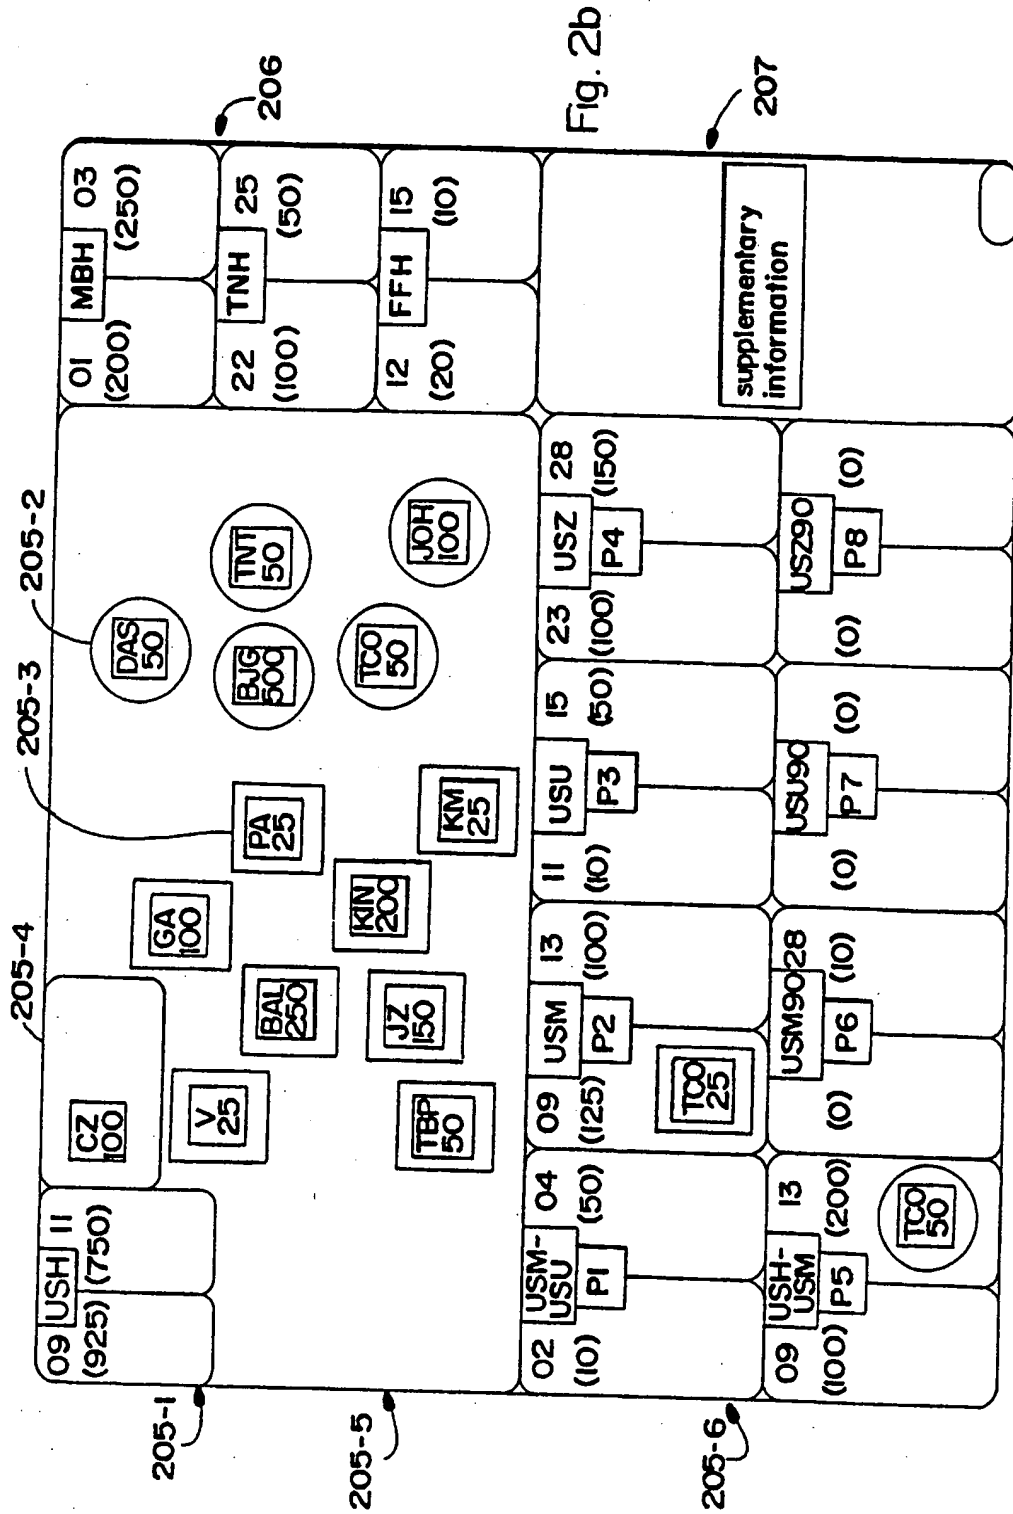 205-4
205-3
205-2
205-1
205-5
205-6
206
207
09 USH 11
(925) (750)
CZ
100
V
25
GA
100
BAL
250
PA
25
TBP
50
JZ
150
KIN
200
KM
25
DAS
50
BJG
500
TNT
50
TCO
50
JOH
100
01 MBH 03
(200) (250)
22 TNH 25
(100) (50)
12 FFH 15
(20) (10)
02 USM-USU 04
(10) P1 (50)
09 USM 13
(125) P2 (100)
TCO
25
11 USU 15
(10) P3 (50)
23 USZ 28
(100) P4 (150)
09 USH-USM 13
(100) P5 (200)
TCO
50
USM90 28
(0) P6 (10)
USU90
(0) P7 (0)
USZ90
(0) P8 (0)
supplementary
information
Fig. 2b